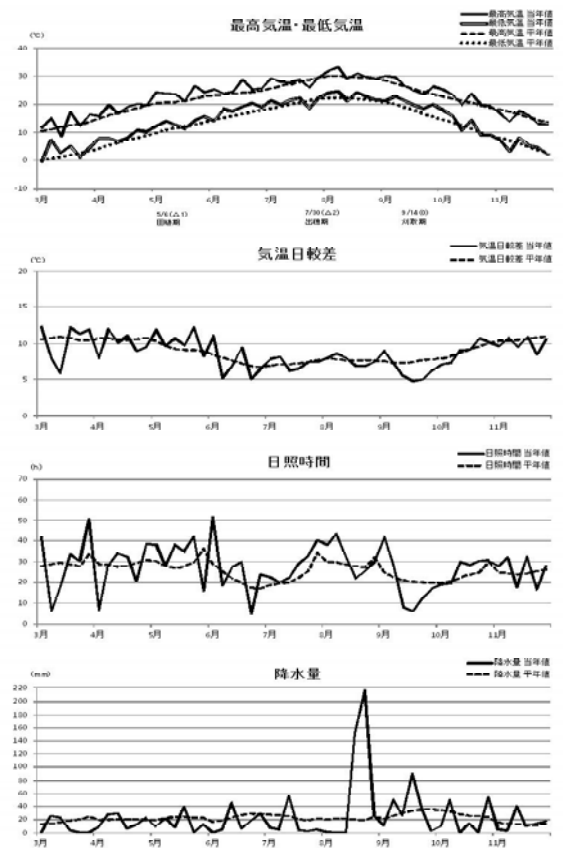 最高気温・最低気温
(℃)
最高気温 当年値
最低気温 当年値
最高気温 平年値
最低気温 平年値
40
30
20
10
0
-10
3月 4月 5月 6月 7月 8月 9月 10月 11月
5/6(△1) 7/30(△2) 9/14(0)
田植期 出穂期 刈取期
気温日較差
(℃)
気温日較差 当年値
気温日較差 平年値
20
15
10
5
0
3月 4月 5月 6月 7月 8月 9月 10月 11月
日照時間
(h)
日照時間 当年値
日照時間 平年値
70
60
50
40
30
20
10
0
3月 4月 5月 6月 7月 8月 9月 10月 11月
降水量
(mm)
降水量 当年値
降水量 平年値
220
200
180
160
140
120
100
80
60
40
20
0
3月 4月 5月 6月 7月 8月 9月 10月 11月